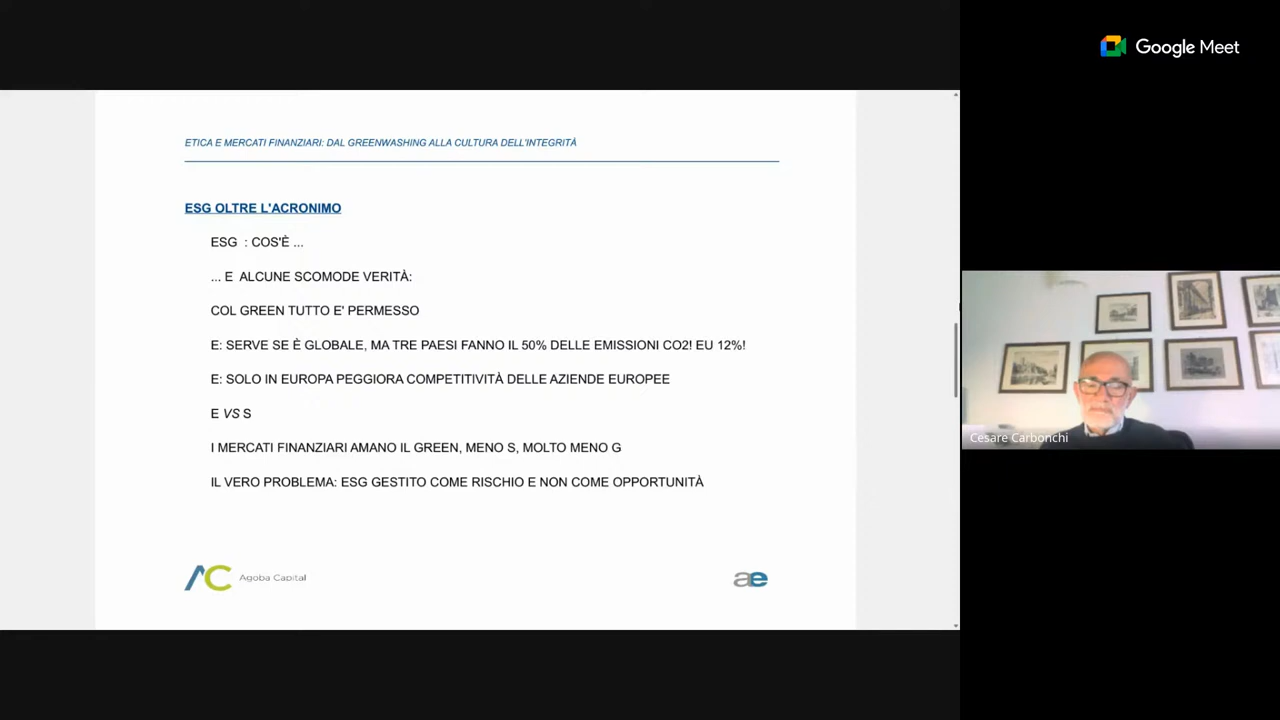 Google Meet
ETICA E MERCATI FINANZIARI: DAL GREENWASHING ALLA CULTURA DELL'INTEGRITÀ
ESG OLTRE L'ACRONIMO
ESG : COS'È ...
... E ALCUNE SCOMODE VERITÀ:
COL GREEN TUTTO E' PERMESSO
E: SERVE SE È GLOBALE, MA TRE PAESI FANNO IL 50% DELLE EMISSIONI CO2! EU 12%!
E: SOLO IN EUROPA PEGGIORA COMPETITIVITÀ DELLE AZIENDE EUROPEE
E VS S
I MERCATI FINANZIARI AMANO IL GREEN, MENO S, MOLTO MENO G
IL VERO PROBLEMA: ESG GESTITO COME RISCHIO E NON COME OPPORTUNITÀ
AC Agoba Capital
ae
Cesare Carbonchi